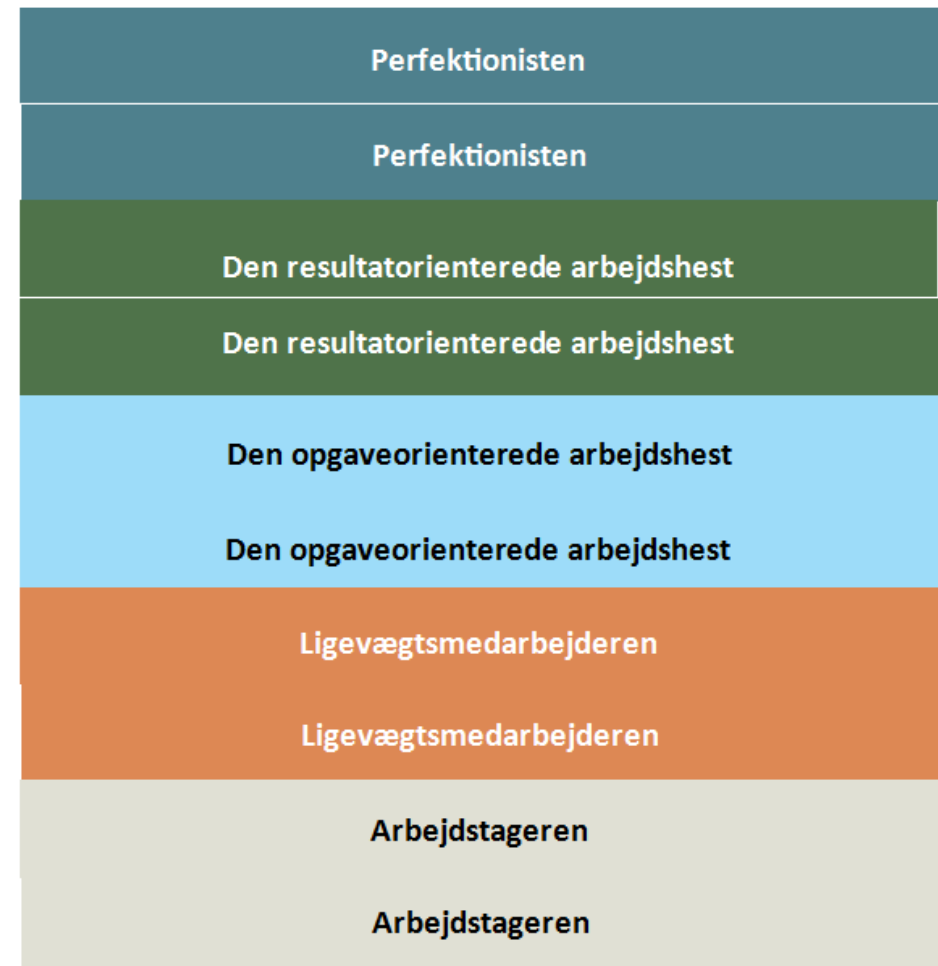 Perfektionisten
Perfektionisten
Den resultatorienterede arbejdshest
Den resultatorienterede arbejdshest
Den opgaveorienterede arbejdshest
Den opgaveorienterede arbejdshest
Ligevægtsmedarbejderen
Ligevægtsmedarbejderen
Arbejdstageren
Arbejdstageren